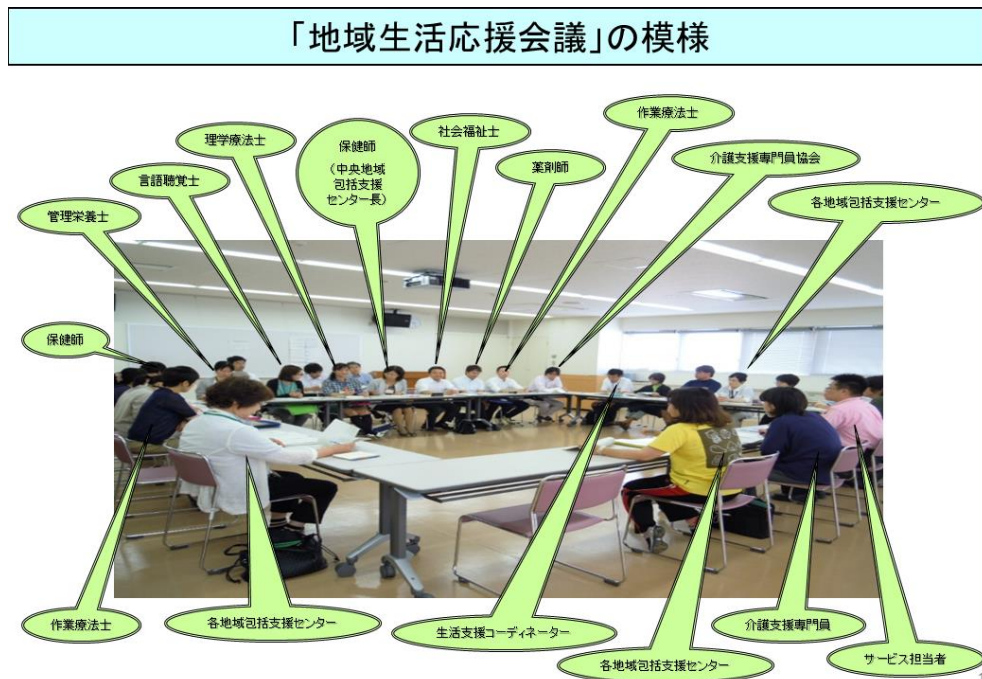 「地域生活応援会議」の模様
作業療法士
社会福祉士
理学療法士
保健師
（中央地域
包括支援
センター長）
薬剤師
介護支援専門員協会
言語聴覚士
各地域包括支援センター
管理栄養士
保健師
作業療法士
各地域包括支援センター
生活支援コーディネーター
介護支援専門員
各地域包括支援センター
サービス担当者